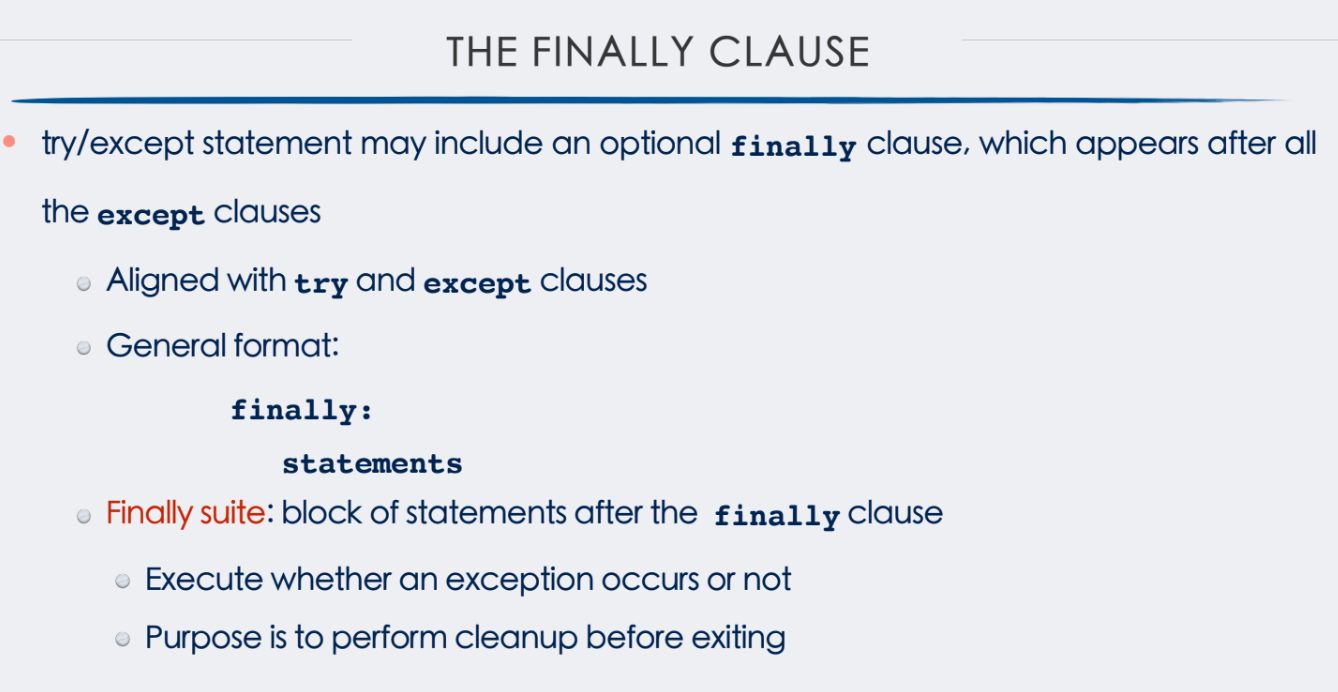 THE FINALLY CLAUSE
try/except statement may include an optional finally clause, which appears after all
the except clauses
Aligned with try and except clauses
General format:
finally:
statements
Finally suite: block of statements after the finally clause
Execute whether an exception occurs or not
Purpose is to perform cleanup before exiting